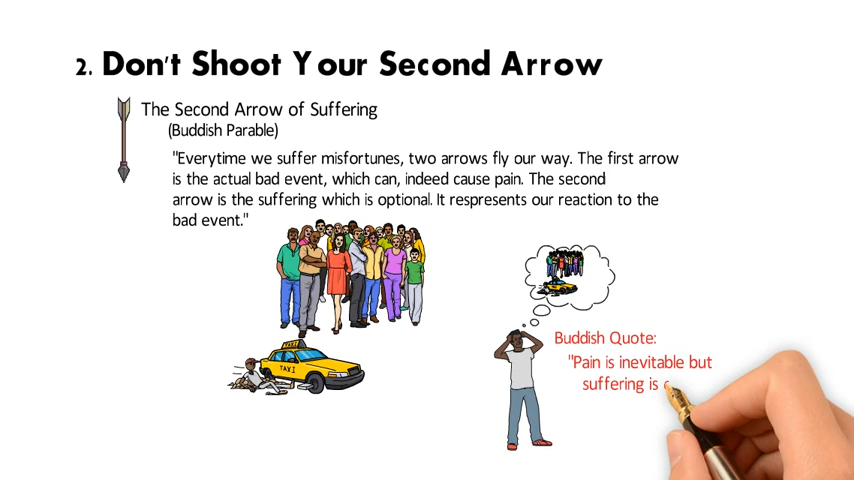 2. Don't Shoot Your Second Arrow
The Second Arrow of Suffering
(Buddish Parable)
"Everytime we suffer misfortunes, two arrows fly our way. The first arrow
is the actual bad event, which can, indeed cause pain. The second
arrow is the suffering which is optional. It respresents our reaction to the
bad event."
TAXI
TAXI
Buddish Quote:
"Pain is inevitable but
suffering is